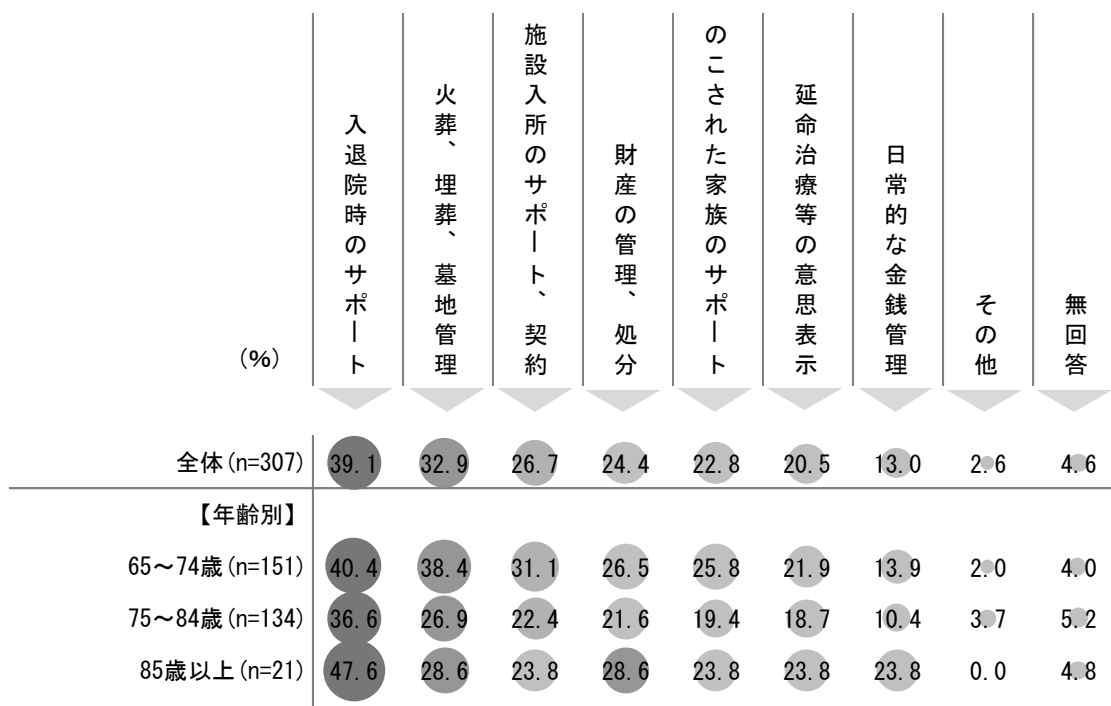 (%)
入退院時のサポート
火葬、埋葬、墓地管理
施設入所のサポート、契約
財産の管理、処分
のこされた家族のサポート
延命治療等の意思表示
日常的な金銭管理
その他
無回答
全体(n=307) 39.1 32.9 26.7 24.4 22.8 20.5 13.0 2.6 4.6
【年齢別】
65～74歳(n=151) 40.4 38.4 31.1 26.5 25.8 21.9 13.9 2.0 4.0
75～84歳(n=134) 36.6 26.9 22.4 21.6 19.4 18.7 10.4 3.7 5.2
85歳以上(n=21) 47.6 28.6 23.8 28.6 23.8 23.8 23.8 0.0 4.8